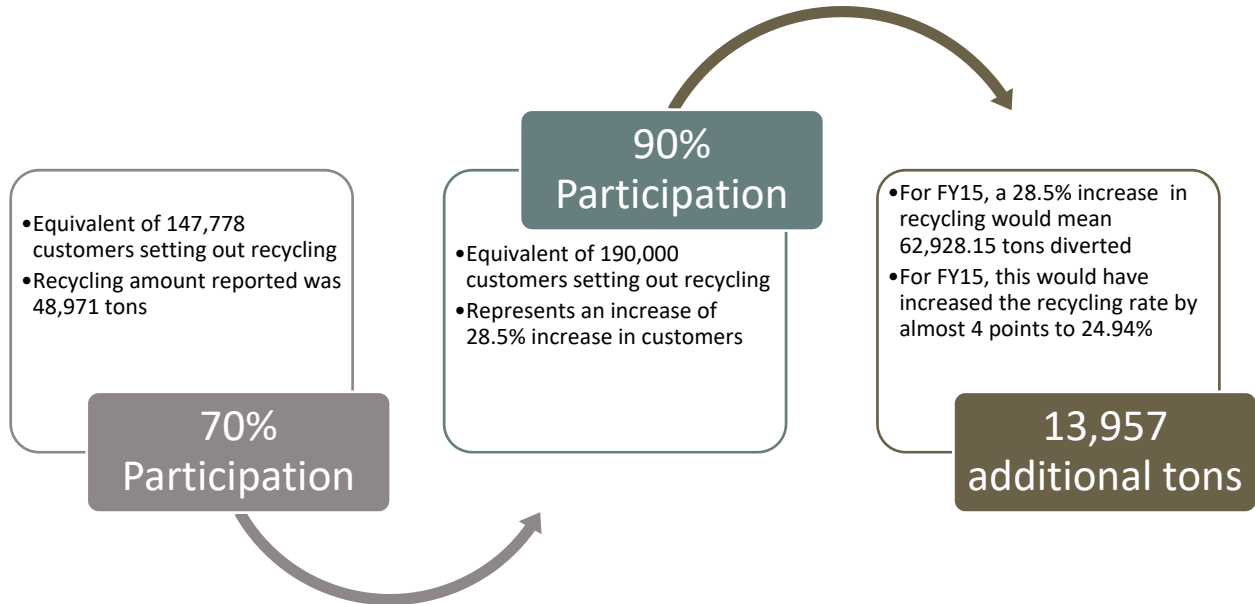 •Equivalent of 147,778
customers setting out recycling
•Recycling amount reported was
48,971 tons
70%
Participation
90%
Participation
•Equivalent of 190,000
customers setting out recycling
•Represents an increase of
28.5% increase in customers
•For FY15, a 28.5% increase in
recycling would mean
62,928.15 tons diverted
•For FY15, this would have
increased the recycling rate by
almost 4 points to 24.94%
13,957
additional tons